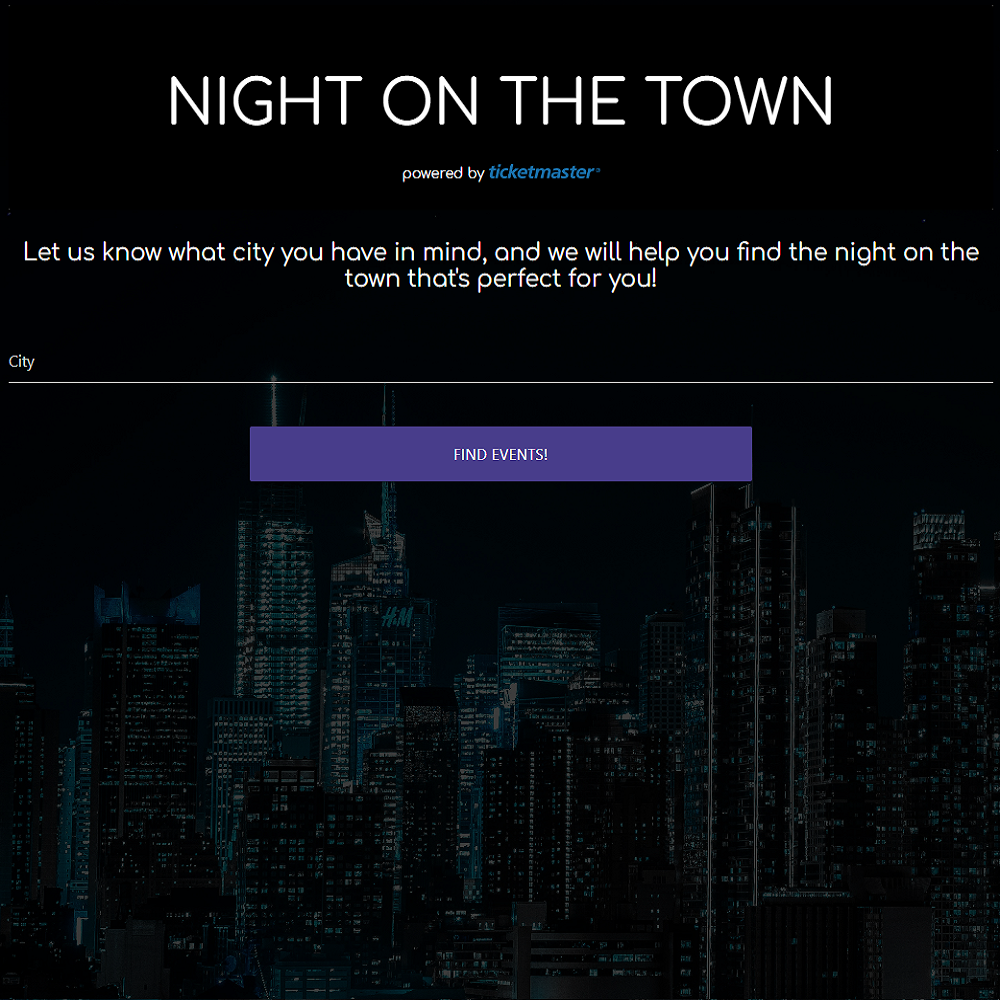 NIGHT ON THE TOWN
powered by ticketmaster®
Let us know what city you have in mind, and we will help you find the night on the
town that's perfect for you!
City
FIND EVENTS!
H&M